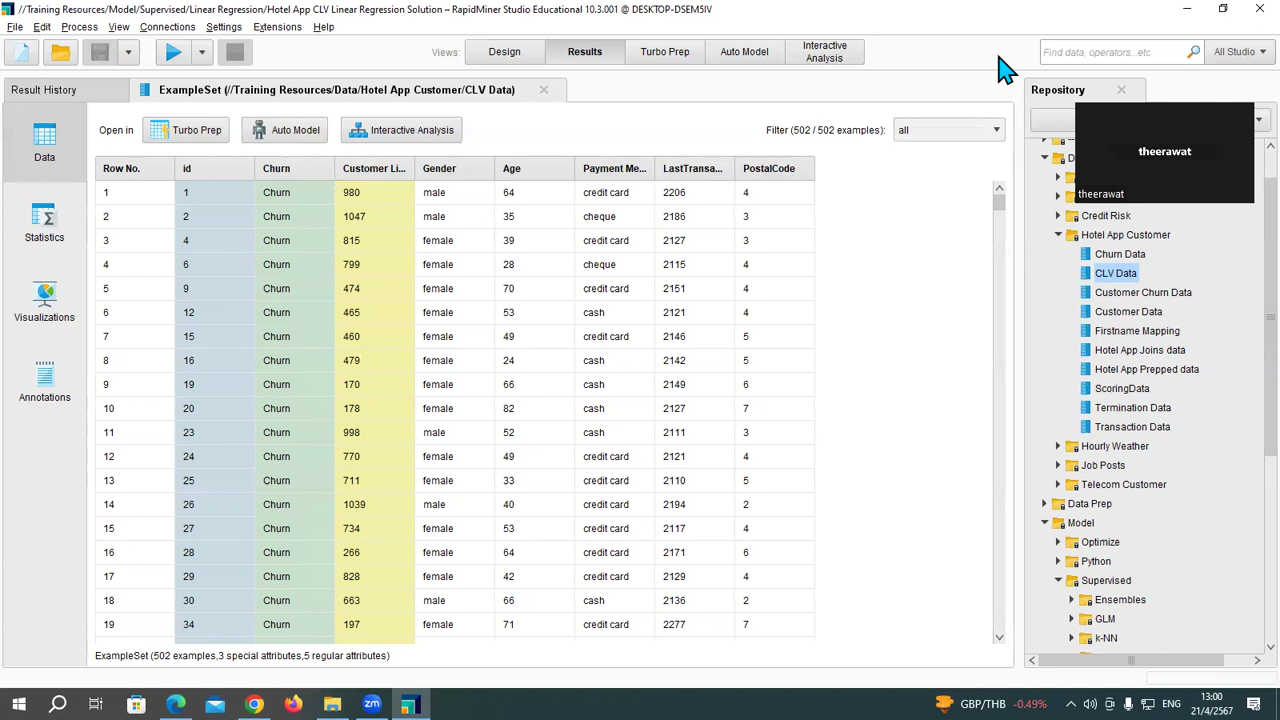 //Training Resources/Model/Supervised/Linear Regression/Hotel App CLV Linear Regression Solution – RapidMiner Studio Educational 10.3.001 @ DESKTOP-DSEM5IV
File Edit Process View Connections Settings Extensions Help
Views: Design Results Turbo Prep Auto Model Interactive Analysis
Find data, operators...etc All Studio
Result History
ExampleSet (//Training Resources/Data/Hotel App Customer/CLV Data)
Repository
Data
Statistics
Visualizations
Annotations
Open in Turbo Prep Auto Model Interactive Analysis
Filter (502 / 502 examples): all
Row No. id Churn Customer Li... Gender Age Payment Me... LastTransa... PostalCode
1 1 Churn 980 male 64 credit card 2206 4
2 2 Churn 1047 male 35 cheque 2186 3
3 4 Churn 815 female 39 credit card 2127 3
4 6 Churn 799 female 28 cheque 2115 4
5 9 Churn 474 female 70 credit card 2151 4
6 12 Churn 465 female 53 cash 2121 4
7 15 Churn 460 female 49 credit card 2146 5
8 16 Churn 479 female 24 cash 2142 5
9 19 Churn 170 female 66 cash 2149 6
10 20 Churn 178 female 82 cash 2127 7
11 23 Churn 998 male 52 cash 2111 3
12 24 Churn 770 female 49 credit card 2121 4
13 25 Churn 711 female 33 credit card 2110 5
14 26 Churn 1039 male 40 credit card 2194 2
15 27 Churn 734 female 53 credit card 2117 4
16 28 Churn 266 female 64 credit card 2171 6
17 29 Churn 828 female 42 credit card 2129 4
18 30 Churn 663 male 66 cash 2136 2
19 34 Churn 197 female 71 credit card 2277 7
ExampleSet (502 examples,3 special attributes,5 regular attributes)
theerawat
theerawat
Credit Risk
Hotel App Customer
Churn Data
CLV Data
Customer Churn Data
Customer Data
Firstname Mapping
Hotel App Joins data
Hotel App Prepped data
ScoringData
Termination Data
Transaction Data
Hourly Weather
Job Posts
Telecom Customer
Data Prep
Model
Optimize
Python
Supervised
Ensembles
GLM
k-NN
GBP/THB -0.49%
ENG
13:00
21/4/2567